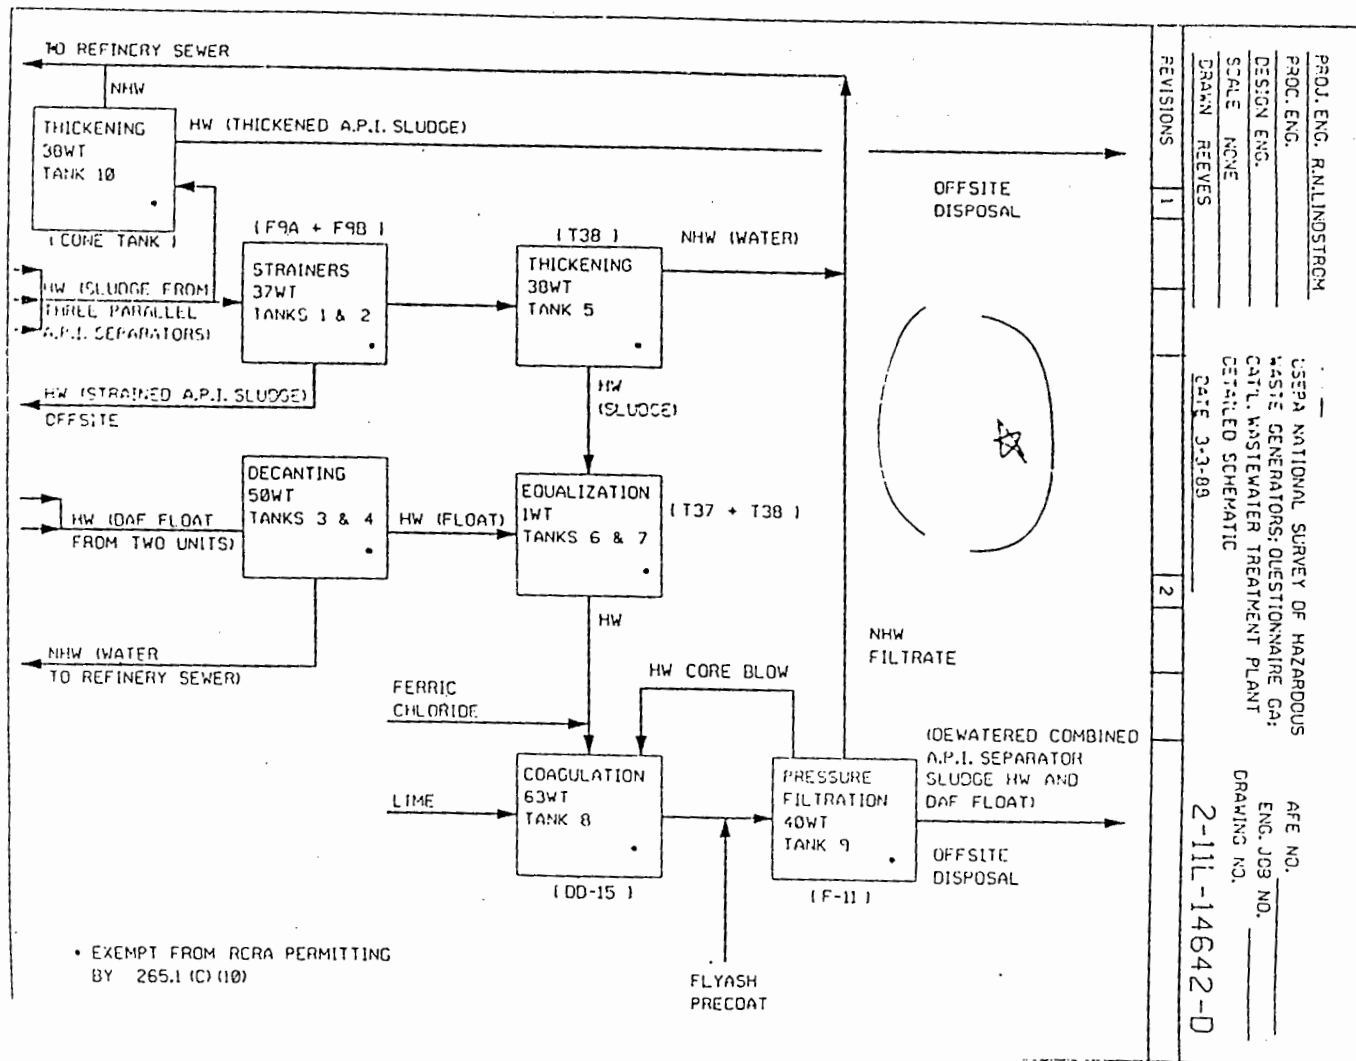 TO REFINERY SEWER
NHW
THICKENING
38WT
TANK 10
( CONE TANK )
HW (THICKENED A.P.I. SLUDGE)
OFFSITE
DISPOSAL
HW (SLUDGE FROM
THREE PARALLEL
A.P.I. SEPARATORS)
( F9A + F9B )
STRAINERS
37WT
TANKS 1 & 2
( T38 )
THICKENING
38WT
TANK 5
NHW (WATER)
HW (STRAINED A.P.I. SLUDGE)
OFFSITE
HW
(SLUDGE)
DECANTING
50WT
TANKS 3 & 4
HW (DAF FLOAT
FROM TWO UNITS)
HW (FLOAT)
EQUALIZATION
1WT
TANKS 6 & 7
( T37 + T38 )
NHW (WATER
TO REFINERY SEWER)
HW
NHW
FILTRATE
HW CORE BLOW
FERRIC
CHLORIDE
LIME
COAGULATION
63WT
TANK 8
( DD-15 )
PRESSURE
FILTRATION
40WT
TANK 9
( F-11 )
(DEWATERED COMBINED
A.P.I. SEPARATOR
SLUDGE HW AND
DAF FLOAT)
OFFSITE
DISPOSAL
FLYASH
PRECOAT
• EXEMPT FROM RCRA PERMITTING
BY 265.1 (C) (10)
REVISIONS
1
2
PROJ. ENG. R.N.LINDSTROM
PROC. ENG.
DESIGN ENG.
SCALE NONE
DRAWN REEVES
USEPA NATIONAL SURVEY OF HAZARDOUS
WASTE GENERATORS; QUESTIONNAIRE GA;
CAT'L. WASTEWATER TREATMENT PLANT
DETAILED SCHEMATIC
DATE 3-3-89
AFE NO.
ENG. JOB NO.
DRAWING NO.
2-11L-14642-D